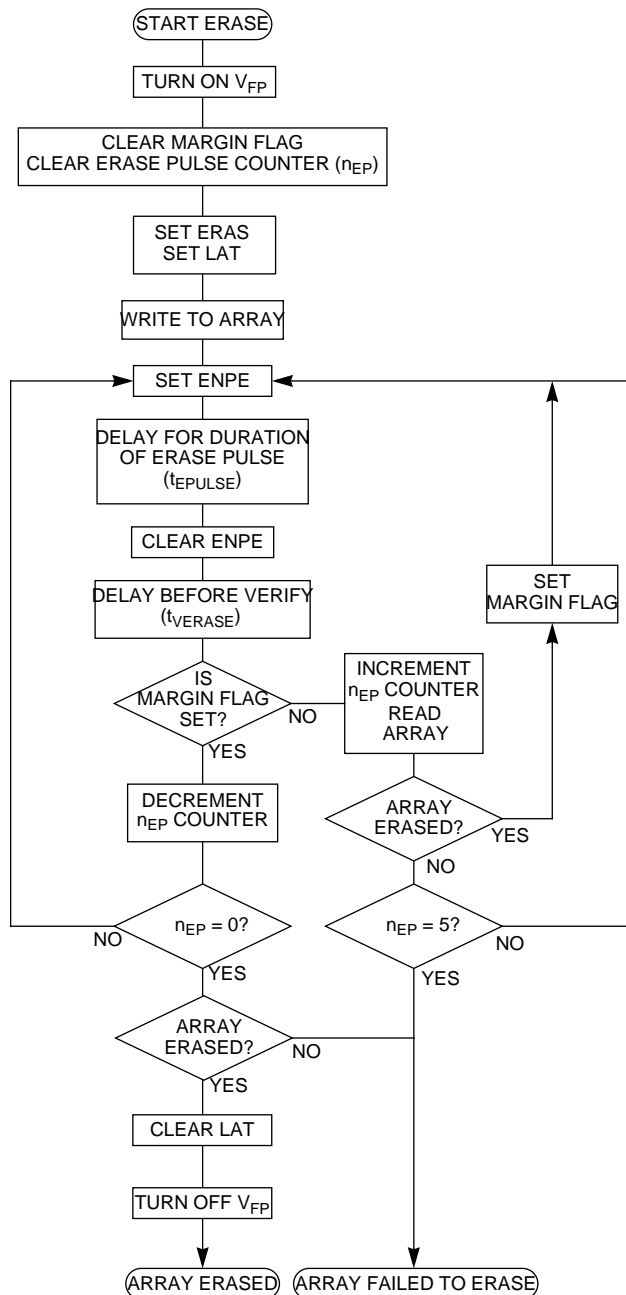 START ERASE
TURN ON VFP
CLEAR MARGIN FLAG
CLEAR ERASE PULSE COUNTER (nEP)
SET ERAS
SET LAT
WRITE TO ARRAY
SET ENPE
DELAY FOR DURATION
OF ERASE PULSE
(tEPULSE)
CLEAR ENPE
DELAY BEFORE VERIFY
(tVERASE)
SET
MARGIN FLAG
IS
MARGIN FLAG
SET?
NO
YES
INCREMENT
nEP COUNTER
READ
ARRAY
DECREMENT
nEP COUNTER
ARRAY
ERASED?
YES
NO
nEP = 0?
NO
YES
nEP = 5?
NO
YES
ARRAY
ERASED?
NO
YES
CLEAR LAT
TURN OFF VFP
ARRAY ERASED
ARRAY FAILED TO ERASE